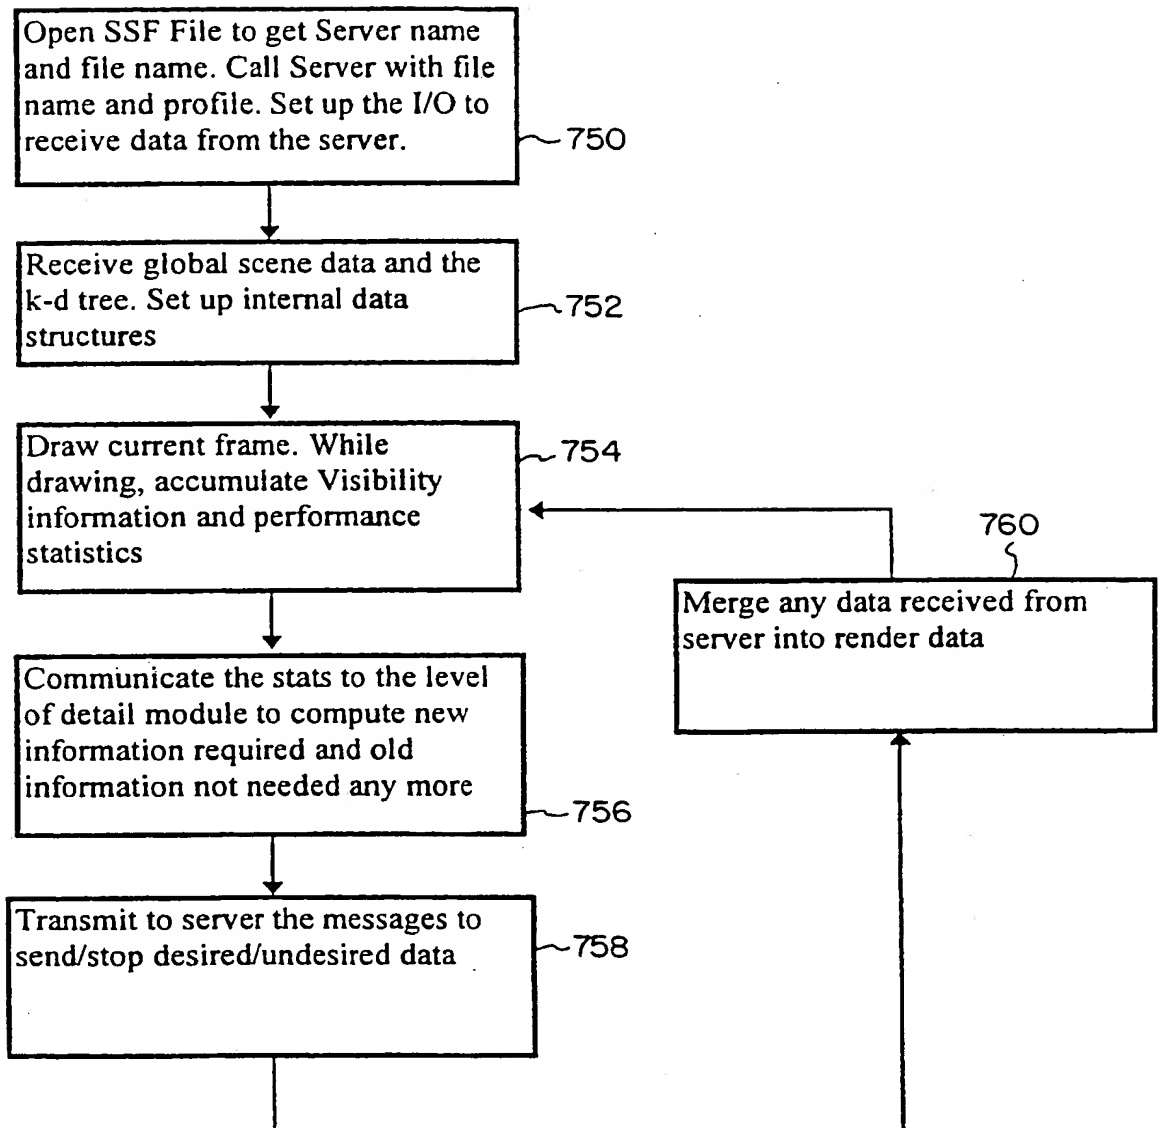 Open SSF File to get Server name
and file name. Call Server with file
name and profile. Set up the I/O to
receive data from the server.
750
Receive global scene data and the
k-d tree. Set up internal data
structures
752
Draw current frame. While
drawing, accumulate Visibility
information and performance
statistics
754
760
Merge any data received from
server into render data
Communicate the stats to the level
of detail module to compute new
information required and old
information not needed any more
756
Transmit to server the messages to
send/stop desired/undesired data
758